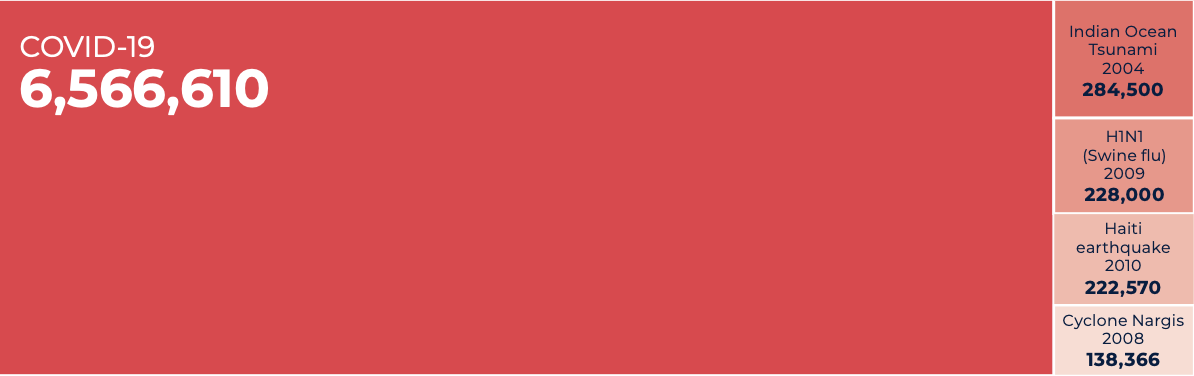 COVID-19
6,566,610
Indian Ocean
Tsunami
2004
284,500
H1N1
(Swine flu)
2009
228,000
Haiti
earthquake
2010
222,570
Cyclone Nargis
2008
138,366